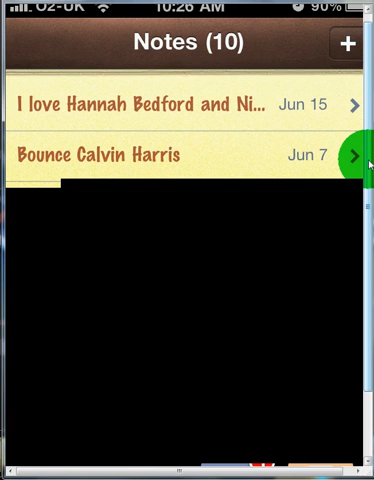 O2-UK 10:26 AM 90%
Notes (10)
+
I love Hannah Bedford and Ni... Jun 15
Bounce Calvin Harris Jun 7